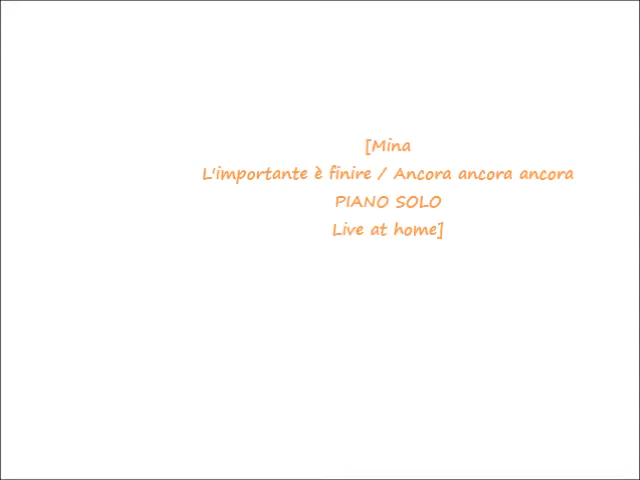 [Mina
L'importante è finire / Ancora ancora ancora
PIANO SOLO
Live at home]